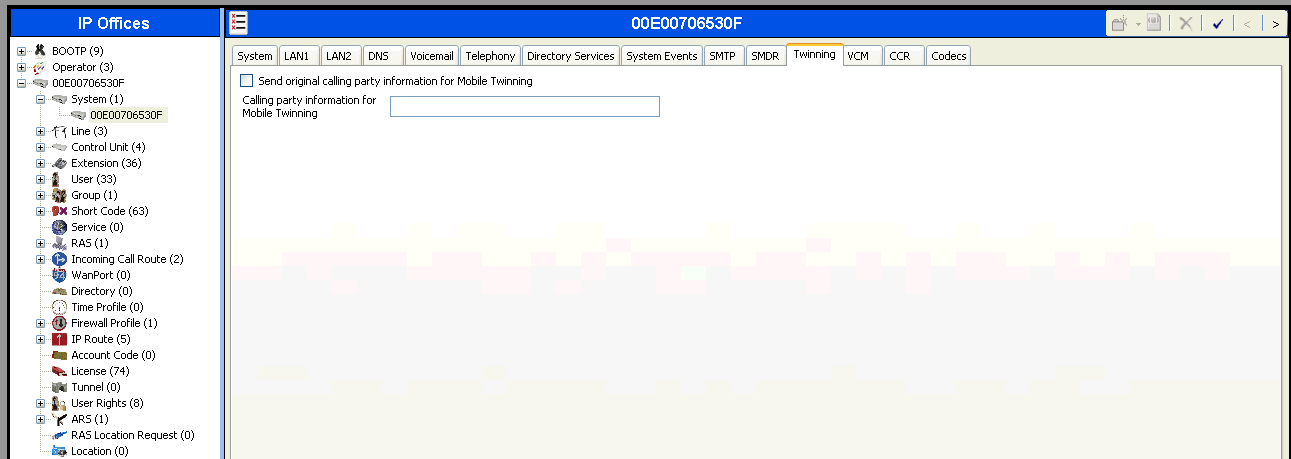 IP Offices
00E00706530F
BOOTP (9)
Operator (3)
00E00706530F
System (1)
00E00706530F
Line (3)
Control Unit (4)
Extension (36)
User (33)
Group (1)
Short Code (63)
Service (0)
RAS (1)
Incoming Call Route (2)
WanPort (0)
Directory (0)
Time Profile (0)
Firewall Profile (1)
IP Route (5)
Account Code (0)
License (74)
Tunnel (0)
User Rights (8)
ARS (1)
RAS Location Request (0)
Location (0)
System LAN1 LAN2 DNS Voicemail Telephony Directory Services System Events SMTP SMDR Twinning VCM CCR Codecs
Send original calling party information for Mobile Twinning
Calling party information for
Mobile Twinning